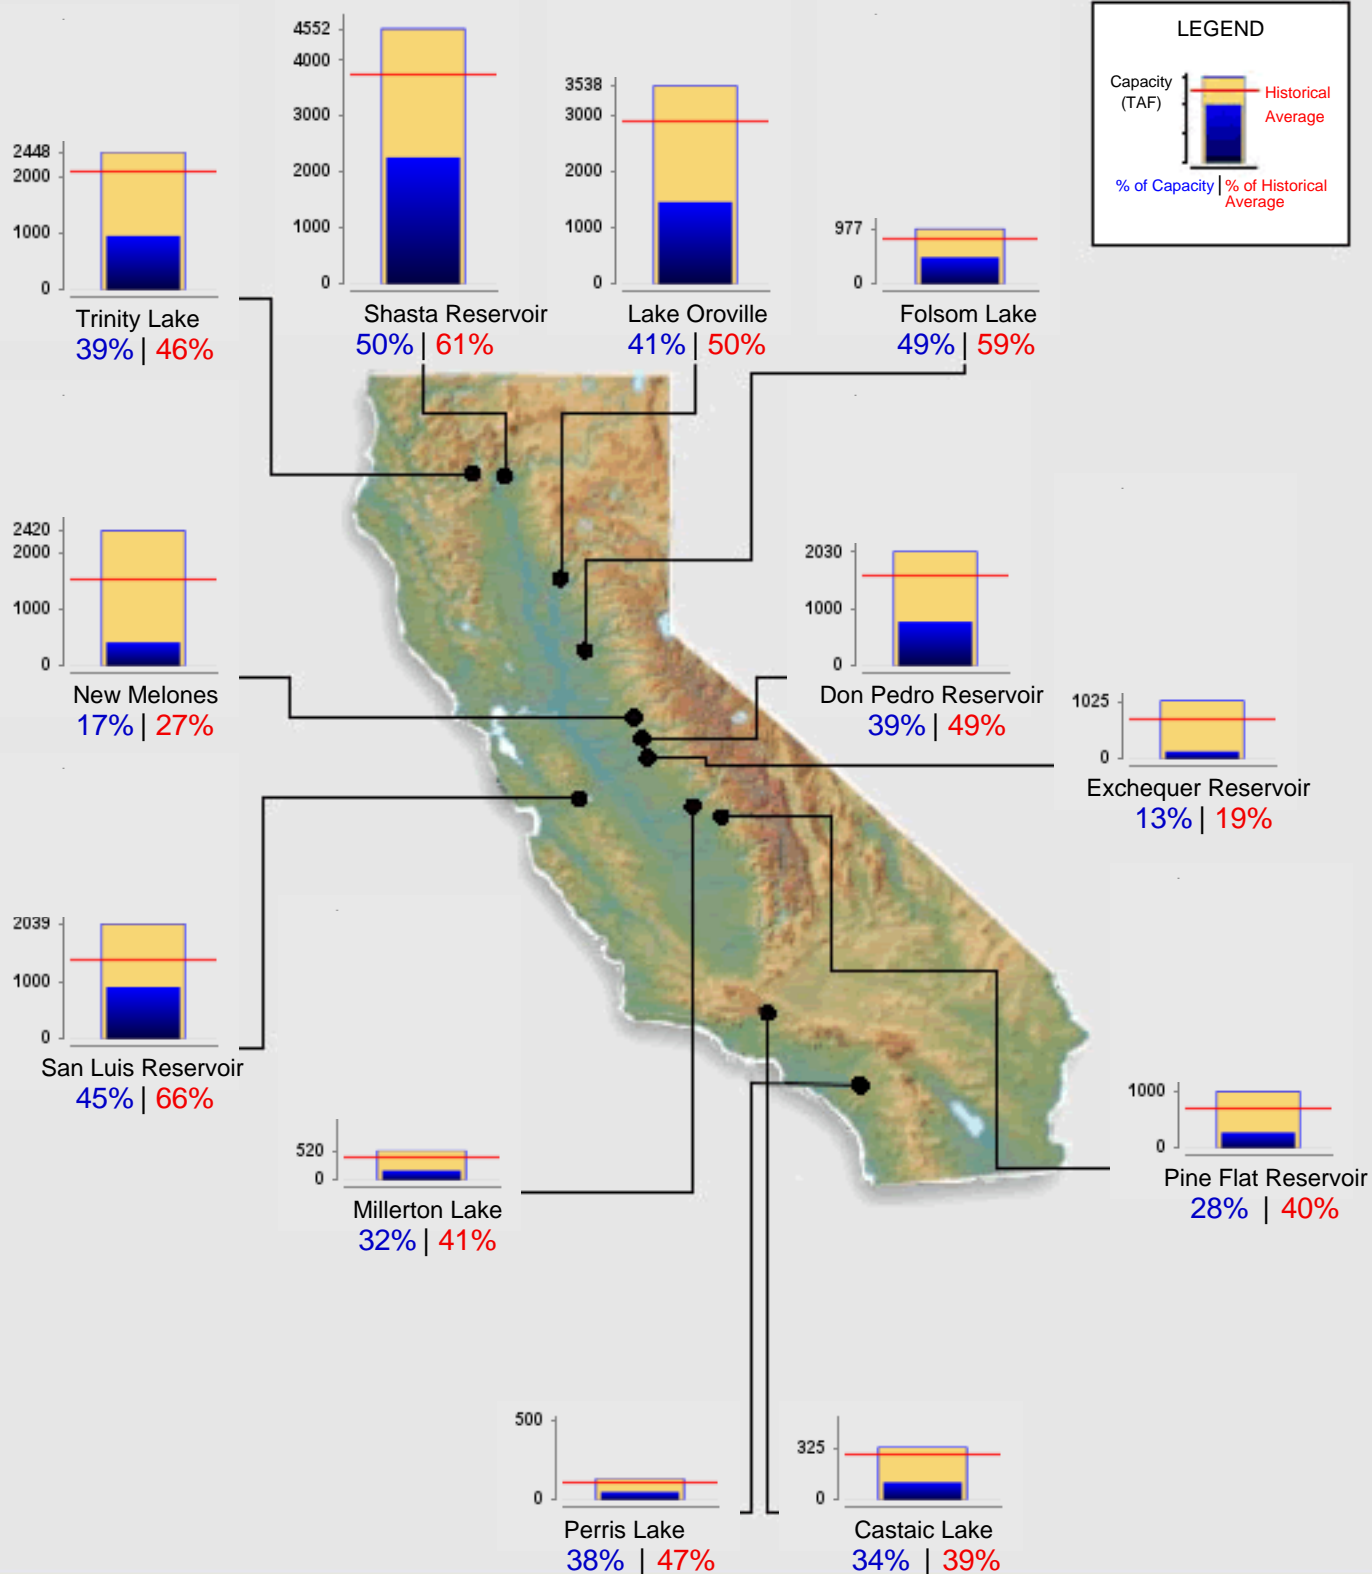 LEGEND
Capacity
(TAF)
Historical
Average
% of Capacity | % of Historical
Average
4552
4000
3000
2000
1000
0
Shasta Reservoir
50% | 61%
3538
3000
2000
1000
0
Lake Oroville
41% | 50%
2448
2000
1000
0
Trinity Lake
39% | 46%
977
0
Folsom Lake
49% | 59%
2420
2000
1000
0
New Melones
17% | 27%
2030
1000
0
Don Pedro Reservoir
39% | 49%
1025
0
Exchequer Reservoir
13% | 19%
2039
1000
0
San Luis Reservoir
45% | 66%
520
0
Millerton Lake
32% | 41%
1000
0
Pine Flat Reservoir
28% | 40%
500
0
Perris Lake
38% | 47%
325
0
Castaic Lake
34% | 39%